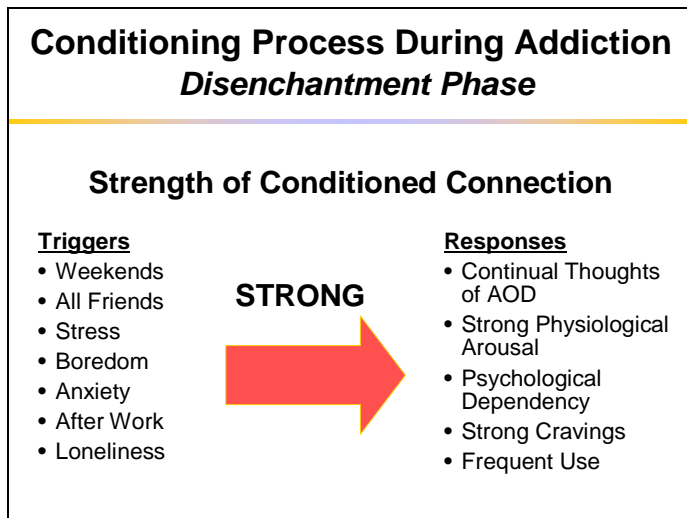 Conditioning Process During Addiction
Disenchantment Phase
Strength of Conditioned Connection
Triggers
• Weekends
• All Friends
• Stress
• Boredom
• Anxiety
• After Work
• Loneliness
STRONG
Responses
• Continual Thoughts
of AOD
• Strong Physiological
Arousal
• Psychological
Dependency
• Strong Cravings
• Frequent Use